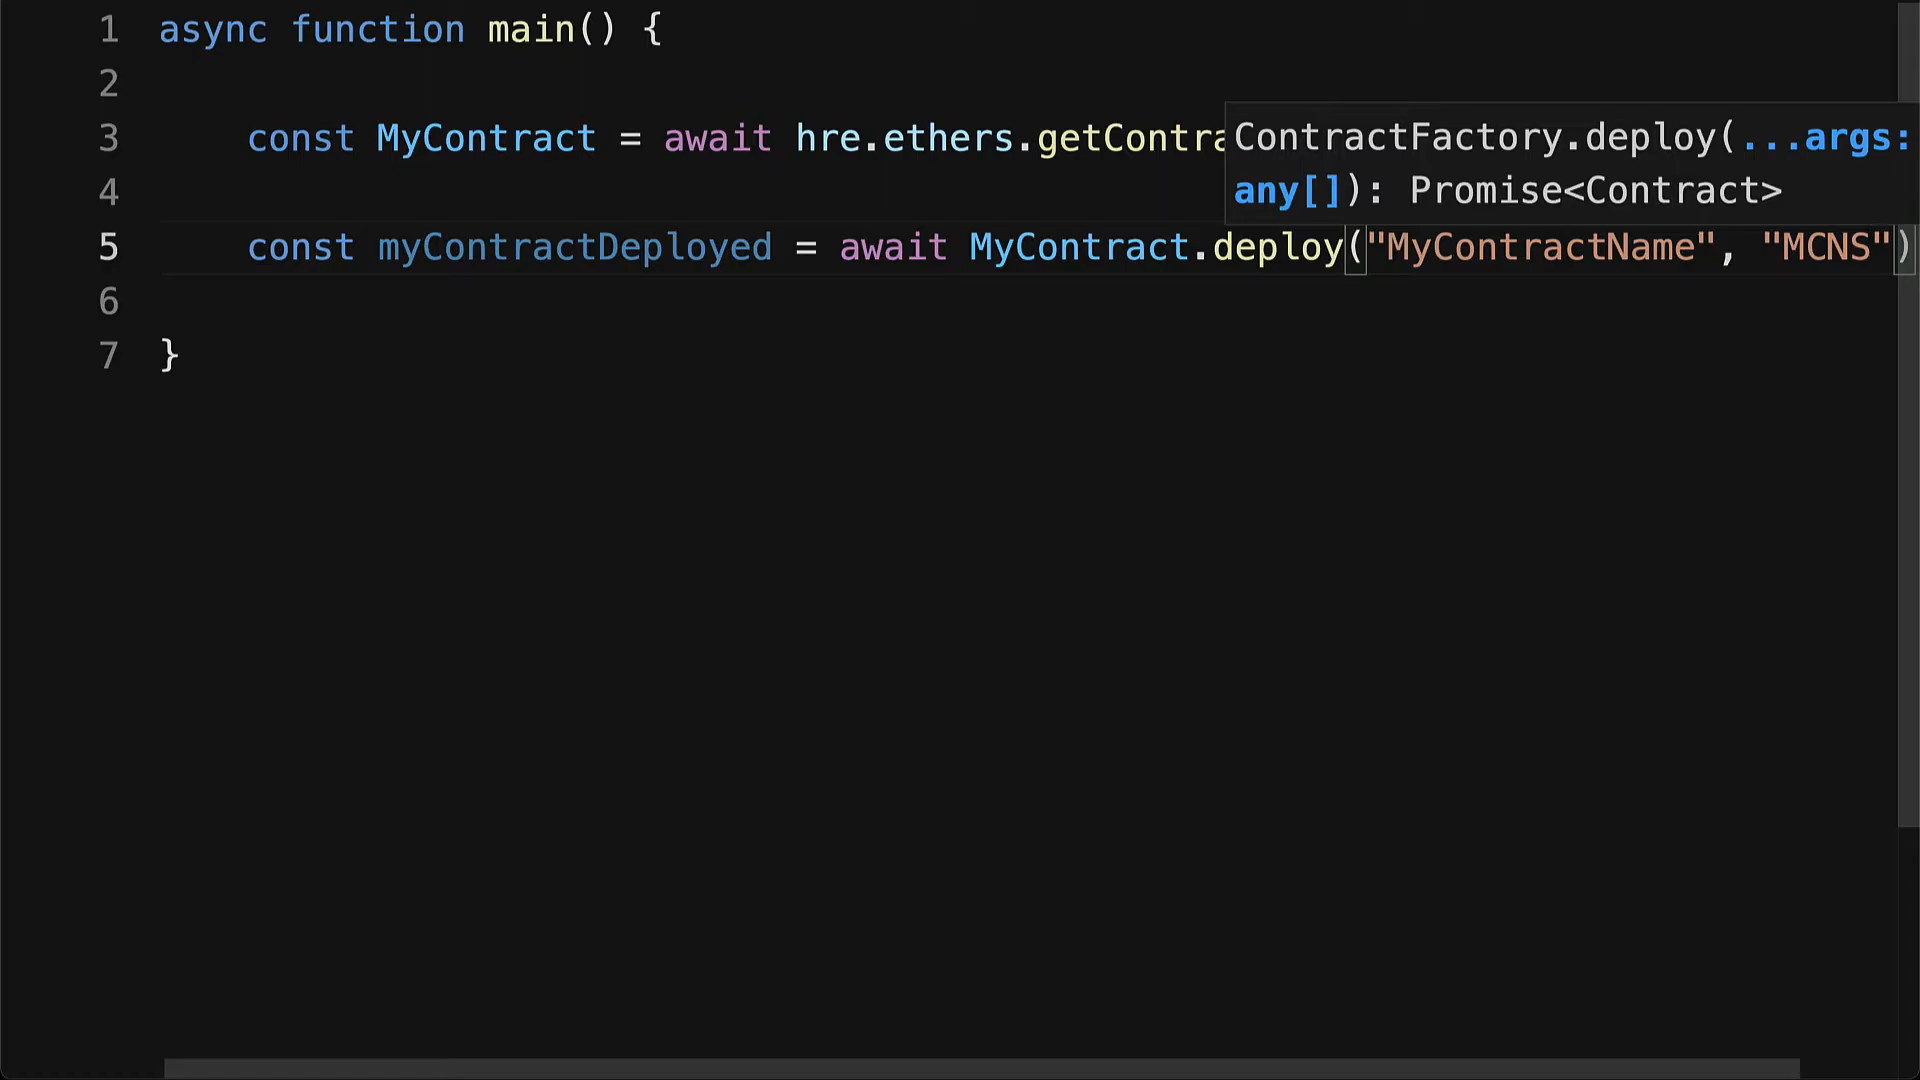 1 async function main() {
2
3 const MyContract = await hre.ethers.getContra
ContractFactory.deploy(...args:
any[]): Promise<Contract>
4
5 const myContractDeployed = await MyContract.deploy("MyContractName", "MCNS")
6
7 }